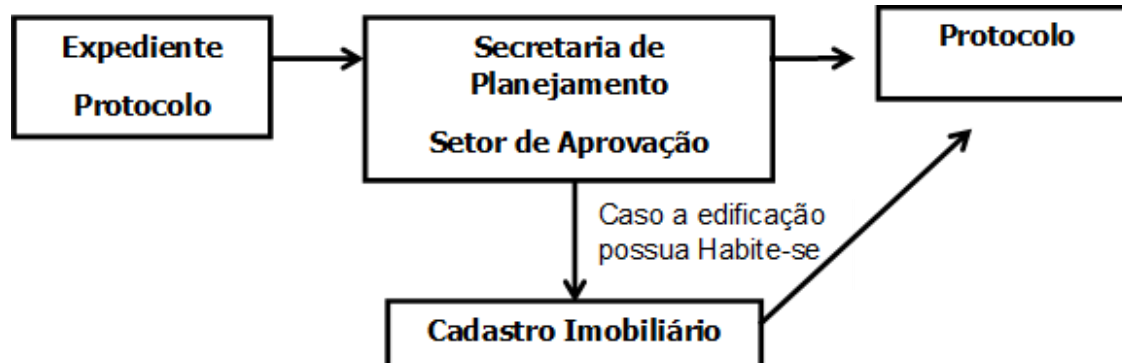 Expediente
Protocolo
Secretaria de
Planejamento
Setor de Aprovação
Protocolo
Caso a edificação
possua Habite-se
Cadastro Imobiliário